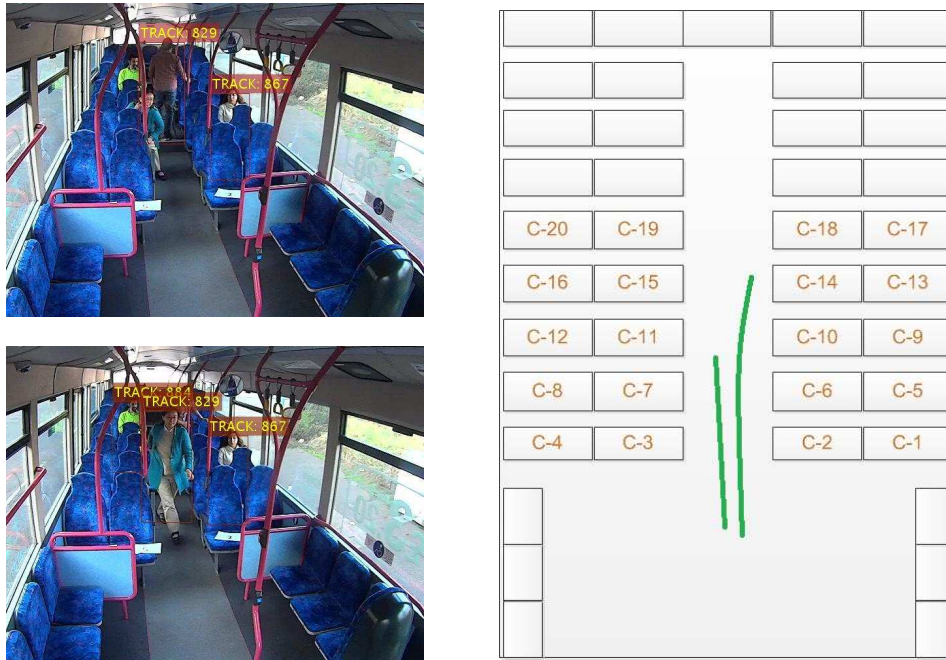 TRACK: 829
TRACK: 867
TRACK: 829
TRACK: 867
C-20 C-19 C-18 C-17
C-16 C-15 C-14 C-13
C-12 C-11 C-10 C-9
C-8 C-7 C-6 C-5
C-4 C-3 C-2 C-1